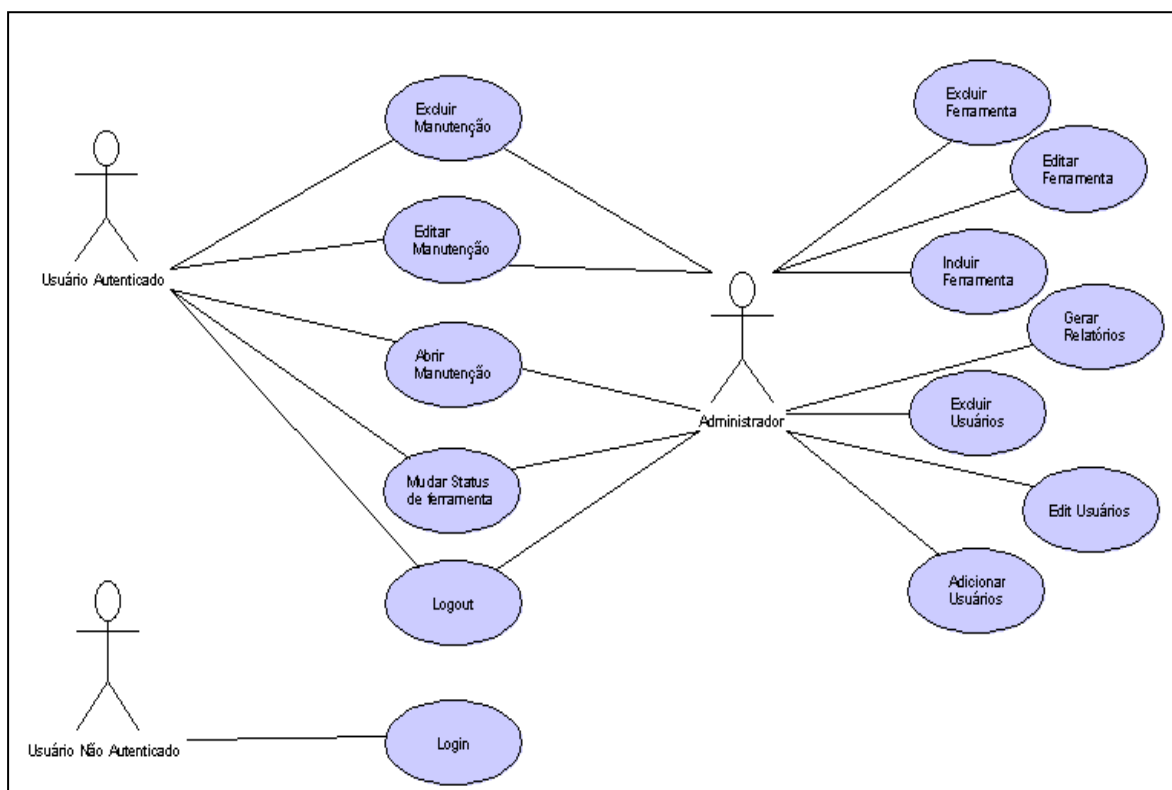 Excluir
Manutenção
Excluir
Ferramenta
Editar
Ferramenta
Usuário Autenticado
Editar
Manutenção
Incluir
Ferramenta
Gerar
Relatórios
Abrir
Manutenção
Administrador
Excluir
Usuários
Mudar Status
de ferramenta
Edit Usuários
Logout
Adicionar
Usuários
Usuário Não Autenticado
Login